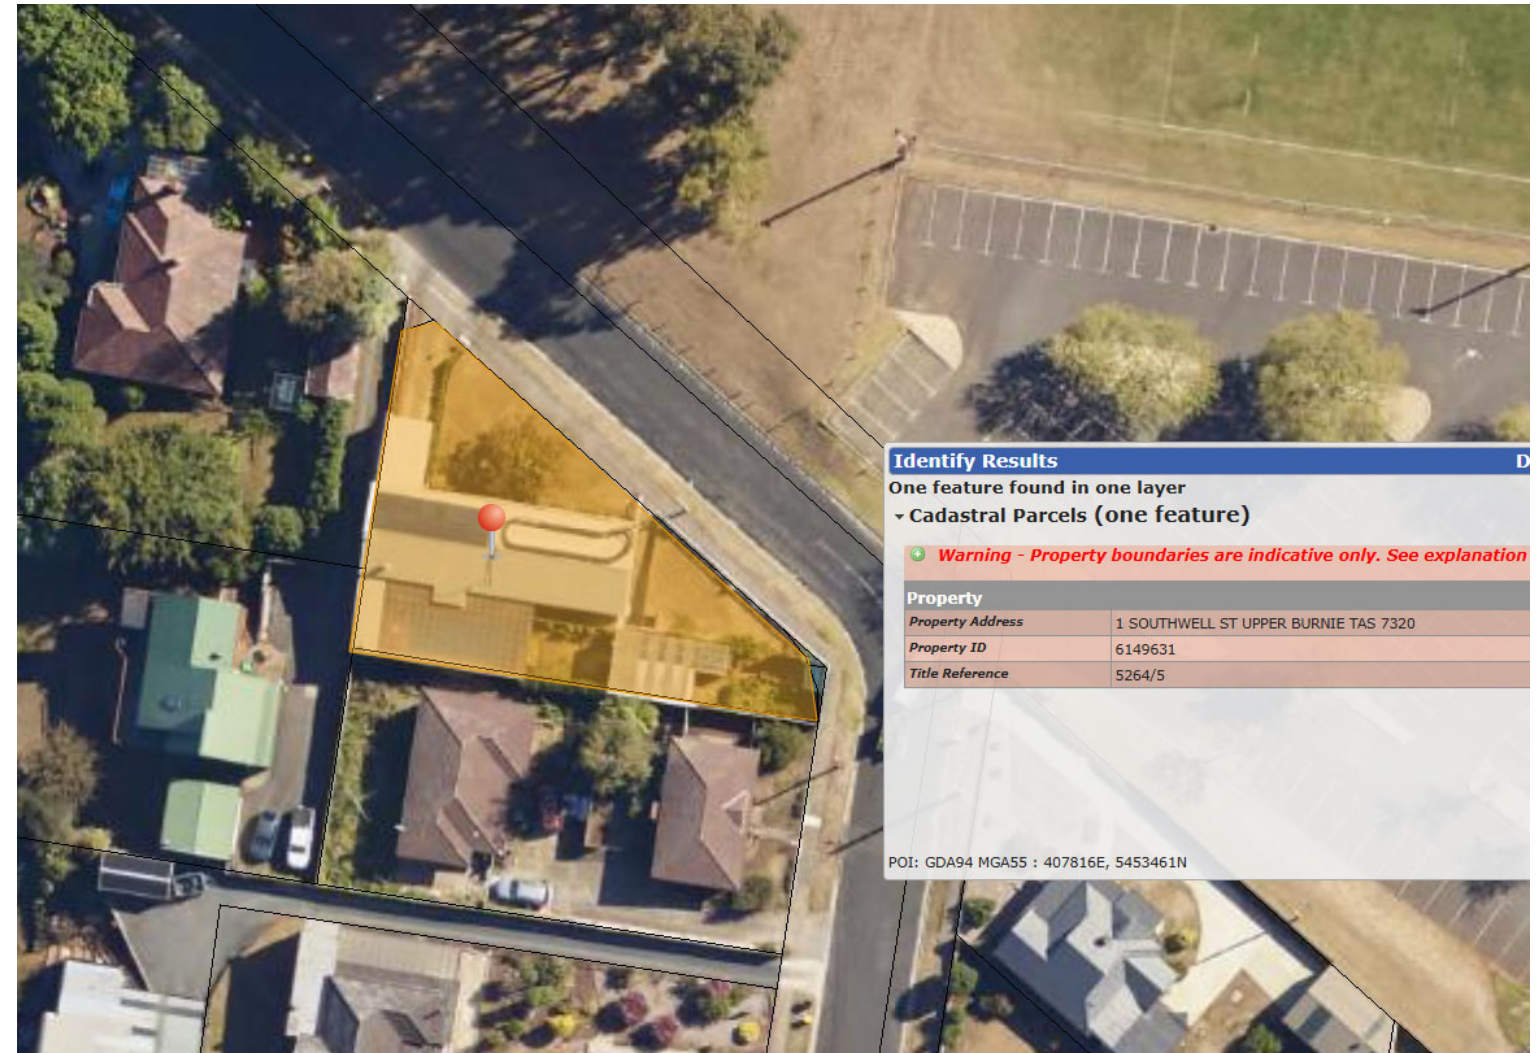 Identify Results D
One feature found in one layer
Cadastral Parcels (one feature)
Warning - Property boundaries are indicative only. See explanation
Property
Property Address 1 SOUTHWELL ST UPPER BURNIE TAS 7320
Property ID 6149631
Title Reference 5264/5
POI: GDA94 MGA55 : 407816E, 5453461N